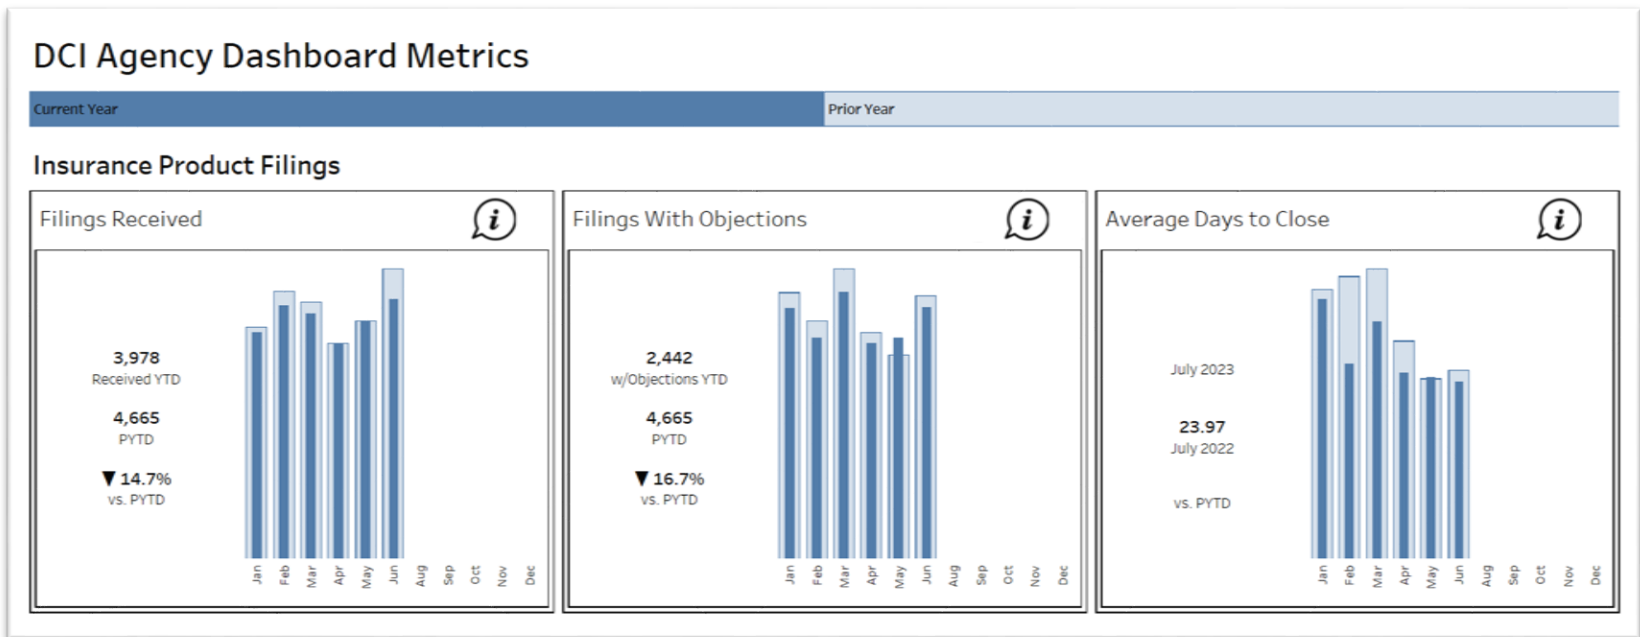 DCI Agency Dashboard Metrics
Current Year
Prior Year
Insurance Product Filings
Filings Received
i
3,978
Received YTD
4,665
PYTD
▼ 14.7%
vs. PYTD
Jan Feb Mar Apr May Jun Aug Sep Oct Nov Dec
Filings With Objections
i
2,442
w/Objections YTD
4,665
PYTD
▼ 16.7%
vs. PYTD
Jan Feb Mar Apr May Jun Aug Sep Oct Nov Dec
Average Days to Close
i
July 2023
23.97
July 2022
vs. PYTD
Jan Feb Mar Apr May Jun Aug Sep Oct Nov Dec